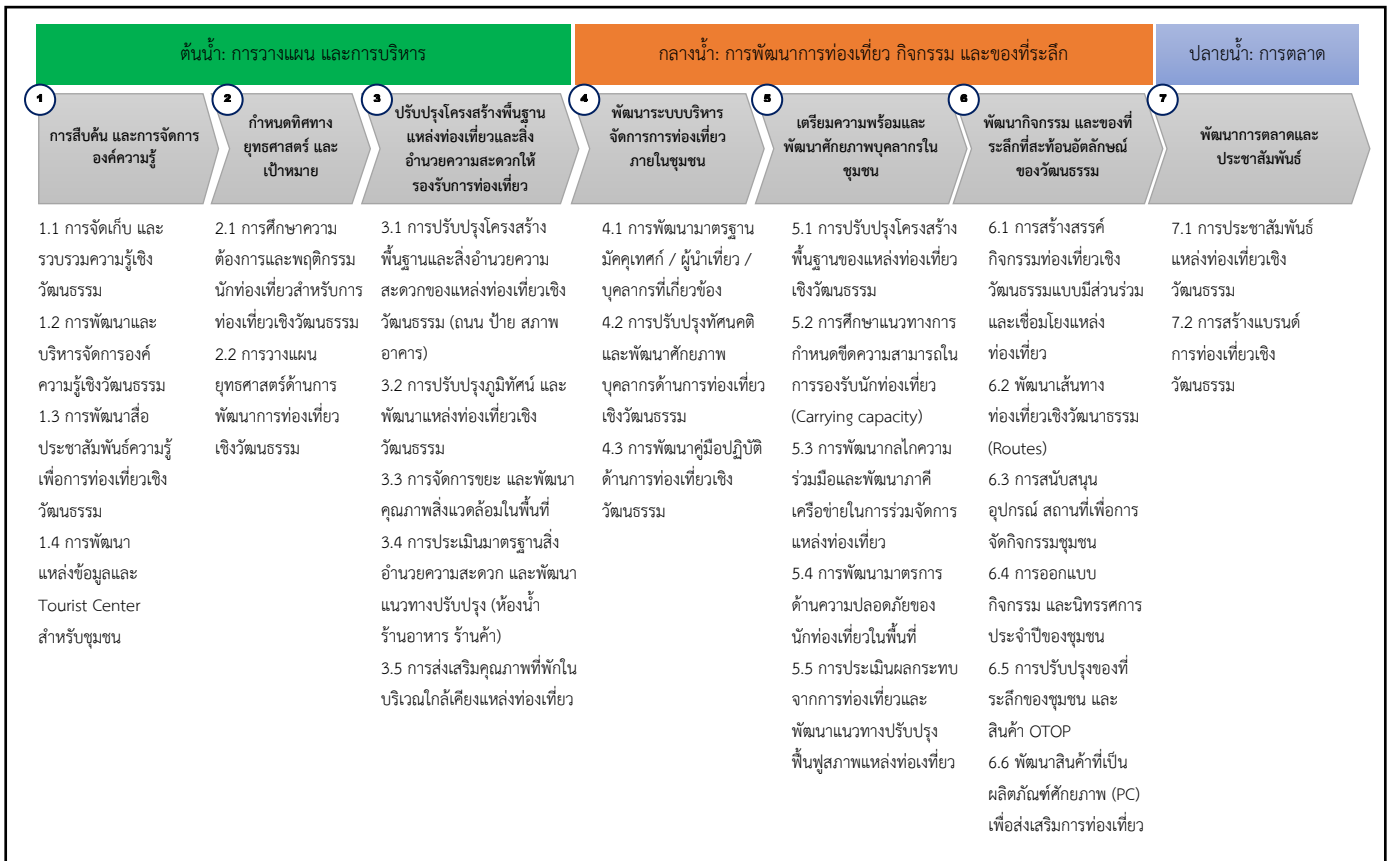 ต้นน้ำ: การวางแผน และการบริหาร
กลางน้ำ: การพัฒนาการท่องเที่ยว กิจกรรม และของที่ระลึก
ปลายน้ำ: การตลาด
1
การสืบค้น และการจัดการ
องค์ความรู้
2
กำหนดทิศทาง
ยุทธศาสตร์ และ
เป้าหมาย
3
ปรับปรุงโครงสร้างพื้นฐาน
แหล่งท่องเที่ยวและสิ่ง
อำนวยความสะดวกให้
รองรับการท่องเที่ยว
4
พัฒนาระบบบริหาร
จัดการการท่องเที่ยว
ภายในชุมชน
5
เตรียมความพร้อมและ
พัฒนาศักยภาพบุคลากรใน
ชุมชน
6
พัฒนากิจกรรม และของที่
ระลึกที่สะท้อนอัตลักษณ์
ของวัฒนธรรม
7
พัฒนาการตลาดและ
ประชาสัมพันธ์
1.1 การจัดเก็บ และ
รวบรวมความรู้เชิง
วัฒนธรรม
1.2 การพัฒนาและ
บริหารจัดการองค์
ความรู้เชิงวัฒนธรรม
1.3 การพัฒนาสื่อ
ประชาสัมพันธ์ความรู้
เพื่อการท่องเที่ยวเชิง
วัฒนธรรม
1.4 การพัฒนา
แหล่งข้อมูลและ
Tourist Center
สำหรับชุมชน
2.1 การศึกษาความ
ต้องการและพฤติกรรม
นักท่องเที่ยวสำหรับการ
ท่องเที่ยวเชิงวัฒนธรรม
2.2 การวางแผน
ยุทธศาสตร์ด้านการ
พัฒนาการท่องเที่ยว
เชิงวัฒนธรรม
3.1 การปรับปรุงโครงสร้าง
พื้นฐานและสิ่งอำนวยความ
สะดวกของแหล่งท่องเที่ยวเชิง
วัฒนธรรม (ถนน ป้าย สภาพ
อาคาร)
3.2 การปรับปรุงภูมิทัศน์ และ
พัฒนาแหล่งท่องเที่ยวเชิง
วัฒนธรรม
3.3 การจัดการขยะ และพัฒนา
คุณภาพสิ่งแวดล้อมในพื้นที่
3.4 การประเมินมาตรฐานสิ่ง
อำนวยความสะดวก และพัฒนา
แนวทางปรับปรุง (ห้องน้ำ
ร้านอาหาร ร้านค้า)
3.5 การส่งเสริมคุณภาพที่พักใน
บริเวณใกล้เคียงแหล่งท่องเที่ยว
4.1 การพัฒนามาตรฐาน
มัคคุเทศก์ / ผู้นำเที่ยว /
บุคลากรที่เกี่ยวข้อง
4.2 การปรับปรุงทัศนคติ
และพัฒนาศักยภาพ
บุคลากรด้านการท่องเที่ยว
เชิงวัฒนธรรม
4.3 การพัฒนาคู่มือปฏิบัติ
ด้านการท่องเที่ยวเชิง
วัฒนธรรม
5.1 การปรับปรุงโครงสร้าง
พื้นฐานของแหล่งท่องเที่ยว
เชิงวัฒนธรรม
5.2 การศึกษาแนวทางการ
กำหนดขีดความสามารถใน
การรองรับนักท่องเที่ยว
(Carrying capacity)
5.3 การพัฒนากลไกความ
ร่วมมือและพัฒนาภาคี
เครือข่ายในการร่วมจัดการ
แหล่งท่องเที่ยว
5.4 การพัฒนามาตรการ
ด้านความปลอดภัยของ
นักท่องเที่ยวในพื้นที่
5.5 การประเมินผลกระทบ
จากการท่องเที่ยวและ
พัฒนาแนวทางปรับปรุง
ฟื้นฟูสภาพแหล่งท่อเงที่ยว
6.1 การสร้างสรรค์
กิจกรรมท่องเที่ยวเชิง
วัฒนธรรมแบบมีส่วนร่วม
และเชื่อมโยงแหล่ง
ท่องเที่ยว
6.2 พัฒนาเส้นทาง
ท่องเที่ยวเชิงวัฒนาธรรม
(Routes)
6.3 การสนับสนุน
อุปกรณ์ สถานที่เพื่อการ
จัดกิจกรรมชุมชน
6.4 การออกแบบ
กิจกรรม และนิทรรศการ
ประจำปีของชุมชน
6.5 การปรับปรุงของที่
ระลึกของชุมชน และ
สินค้า OTOP
6.6 พัฒนาสินค้าที่เป็น
ผลิตภัณฑ์ศักยภาพ (PC)
เพื่อส่งเสริมการท่องเที่ยว
7.1 การประชาสัมพันธ์
แหล่งท่องเที่ยวเชิง
วัฒนธรรม
7.2 การสร้างแบรนด์
การท่องเที่ยวเชิง
วัฒนธรรม